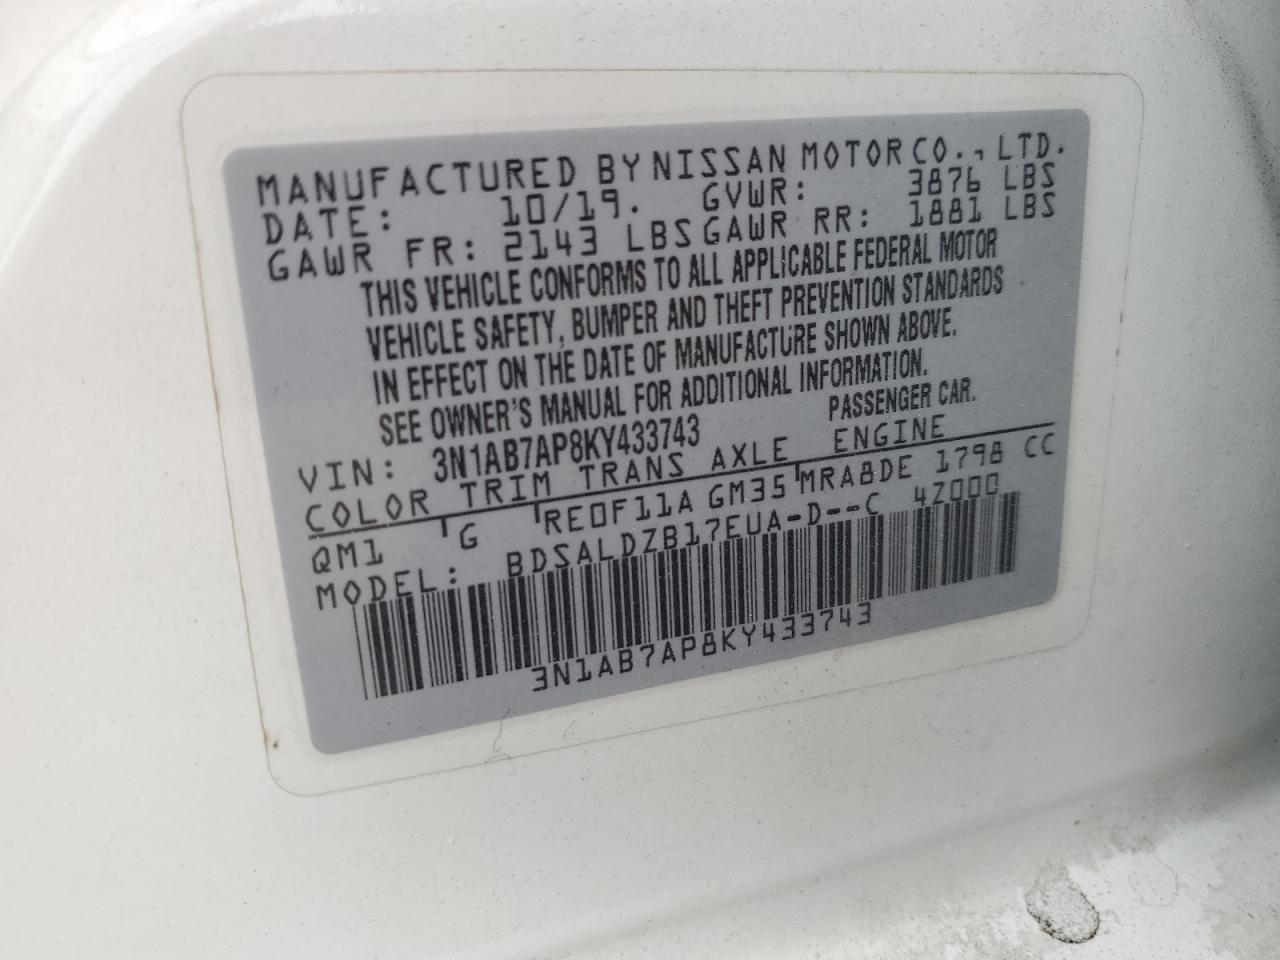 MANUFACTURED BY NISSAN MOTOR CO., LTD.
DATE: 10/19. GVWR: 3876 LBS
GAWR FR: 2143 LBS GAWR RR: 1881 LBS
THIS VEHICLE CONFORMS TO ALL APPLICABLE FEDERAL MOTOR
VEHICLE SAFETY, BUMPER AND THEFT PREVENTION STANDARDS
IN EFFECT ON THE DATE OF MANUFACTURE SHOWN ABOVE.
SEE OWNER'S MANUAL FOR ADDITIONAL INFORMATION.
VIN: 3N1AB7AP8KY433743 PASSENGER CAR.
COLOR TRIM TRANS AXLE ENGINE
QM1 G RE0F11A GM35 MRA8DE 1798 CC
MODEL: BDSALDZB17EUA-D--C 4Z000
3N1AB7AP8KY433743